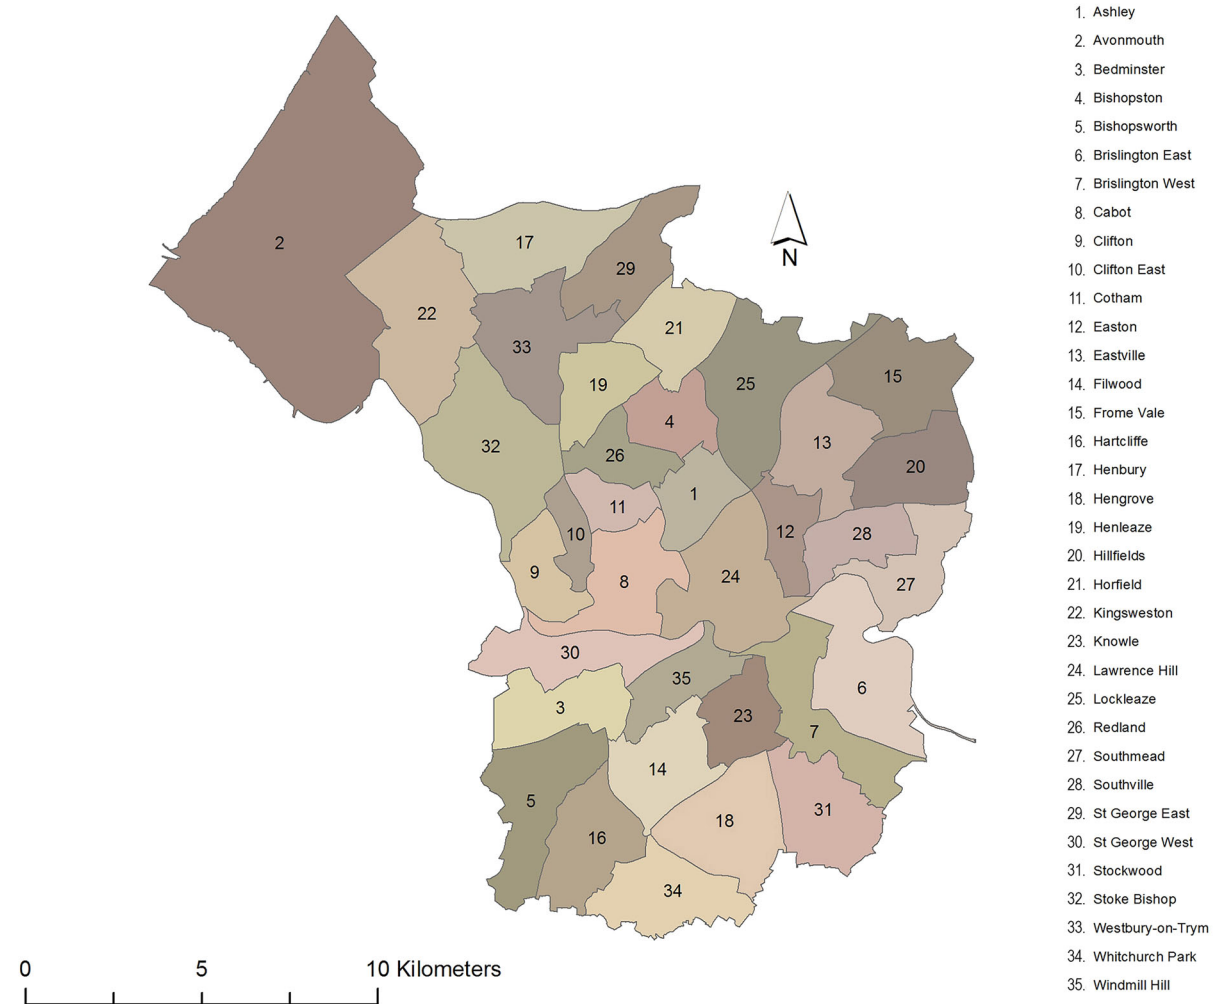 1. Ashley
2. Avonmouth
3. Bedminster
4. Bishopston
5. Bishopsworth
6. Brislington East
7. Brislington West
8. Cabot
9. Clifton
10. Clifton East
11. Cotham
12. Easton
13. Eastville
14. Filwood
15. Frome Vale
16. Hartcliffe
17. Henbury
18. Hengrove
19. Henleaze
20. Hillfields
21. Horfield
22. Kingsweston
23. Knowle
24. Lawrence Hill
25. Lockleaze
26. Redland
27. Southmead
28. Southville
29. St George East
30. St George West
31. Stockwood
32. Stoke Bishop
33. Westbury-on-Trym
34. Whitchurch Park
35. Windmill Hill
N
2
17
29
22
21
33
15
19
25
4
13
32
26
20
1
11
12
10
28
9
8
24
27
30
35
6
3
23
7
14
5
31
18
16
34
0 5 10 Kilometers